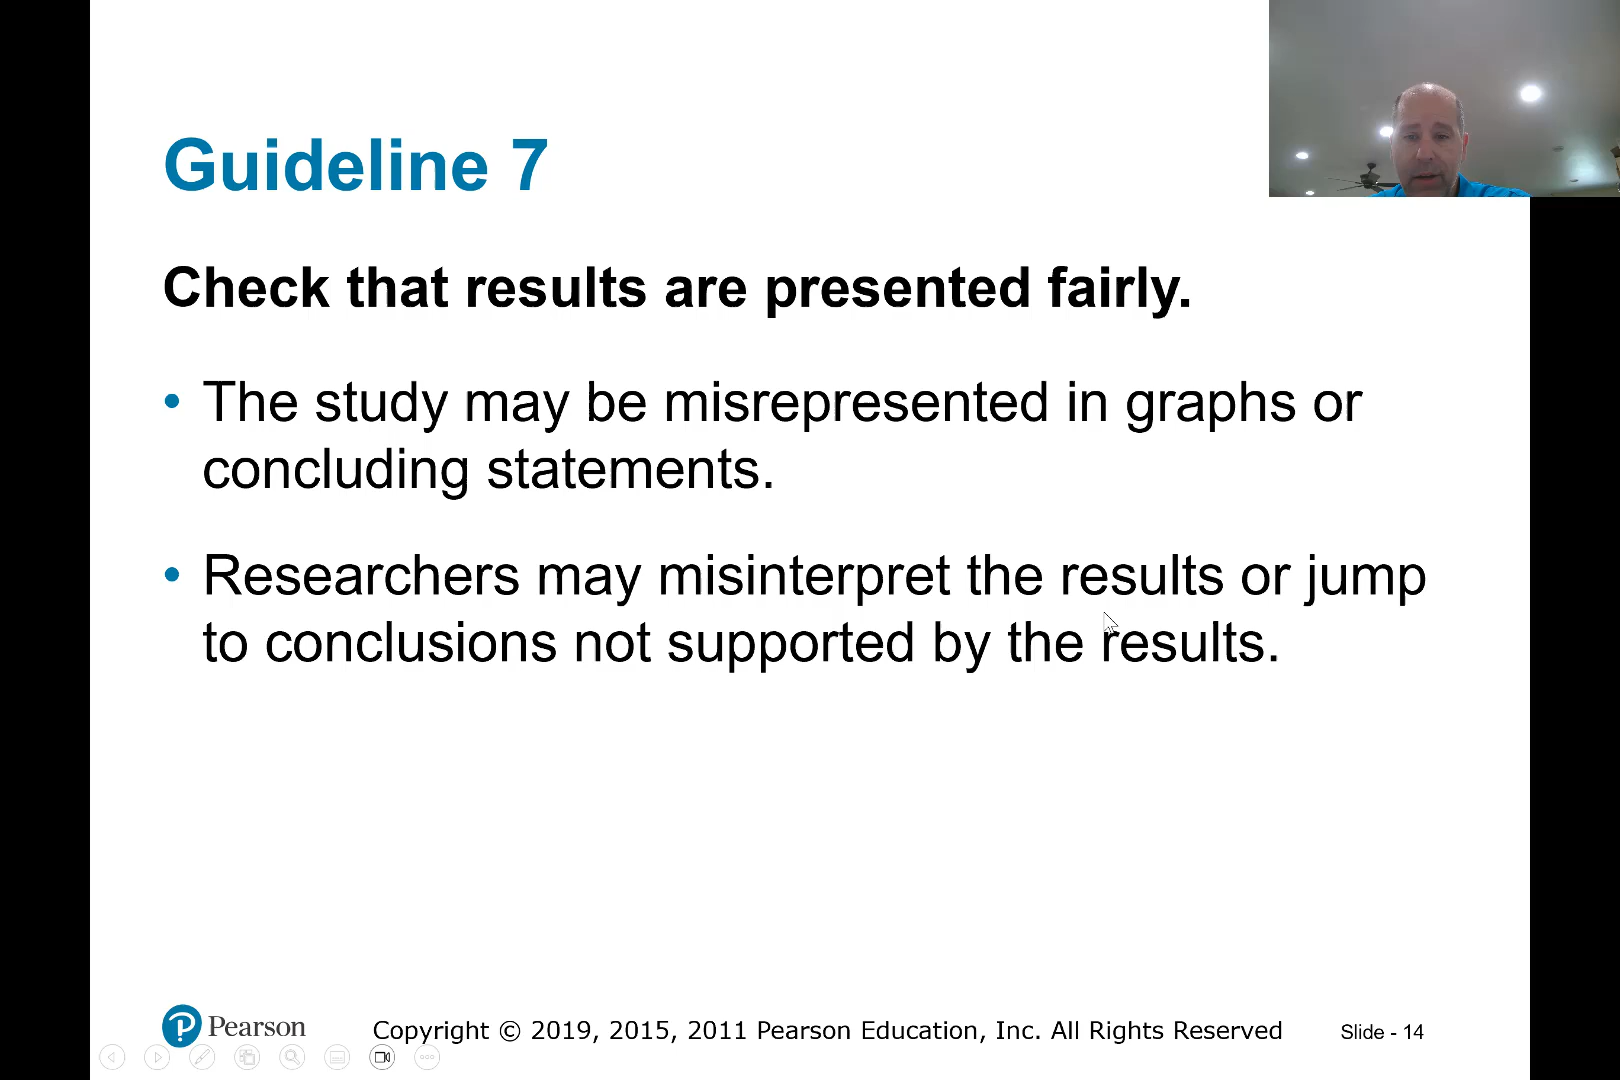 Guideline 7
Check that results are presented fairly.
• The study may be misrepresented in graphs or
concluding statements.
• Researchers may misinterpret the results or jump
to conclusions not supported by the results.
Pearson
Copyright © 2019, 2015, 2011 Pearson Education, Inc. All Rights Reserved
Slide - 14